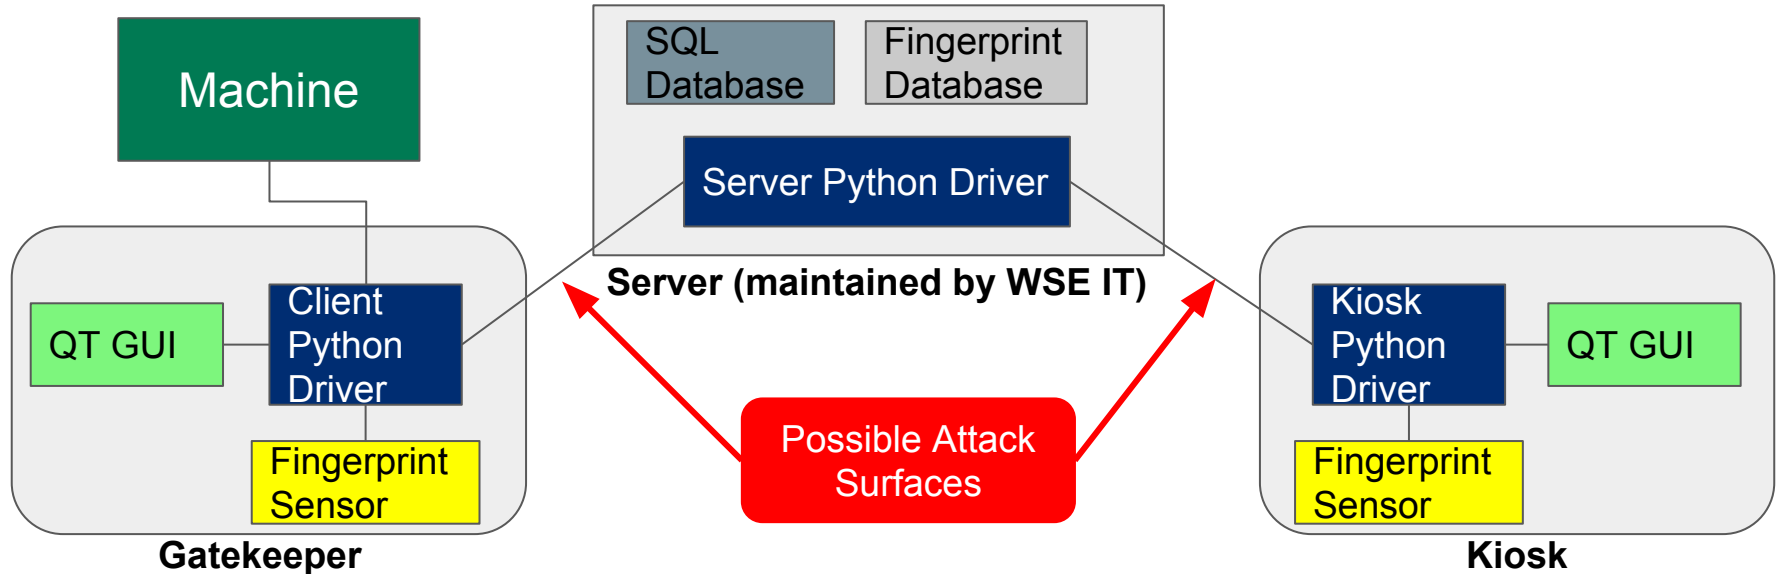 Machine
SQL
Database
Fingerprint
Database
Server Python Driver
Server (maintained by WSE IT)
QT GUI
Client
Python
Driver
Fingerprint
Sensor
Gatekeeper
Possible Attack
Surfaces
Kiosk
Python
Driver
QT GUI
Fingerprint
Sensor
Kiosk